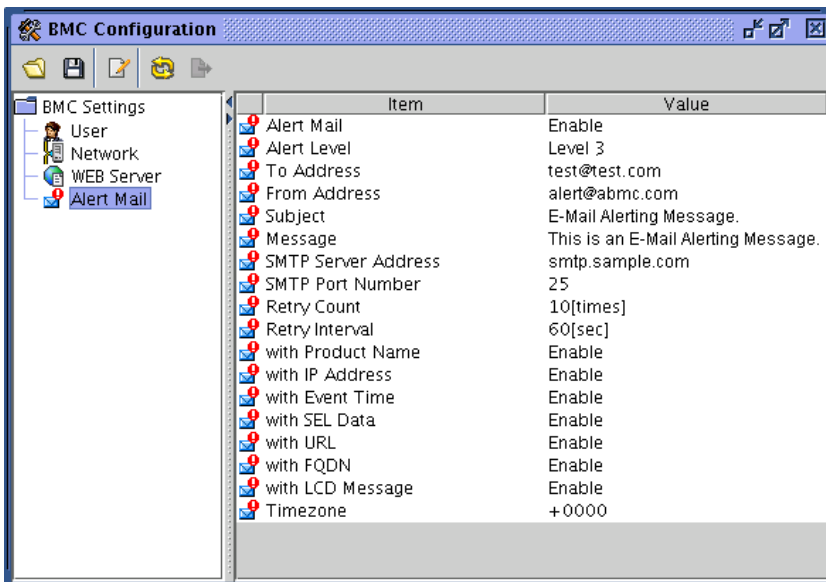 BMC Configuration
BMC Settings
User
Network
WEB Server
Alert Mail
Item Value
Alert Mail Enable
Alert Level Level 3
To Address test@test.com
From Address alert@abmc.com
Subject E-Mail Alerting Message.
Message This is an E-Mail Alerting Message.
SMTP Server Address smtp.sample.com
SMTP Port Number 25
Retry Count 10[times]
Retry Interval 60[sec]
with Product Name Enable
with IP Address Enable
with Event Time Enable
with SEL Data Enable
with URL Enable
with FQDN Enable
with LCD Message Enable
Timezone +0000